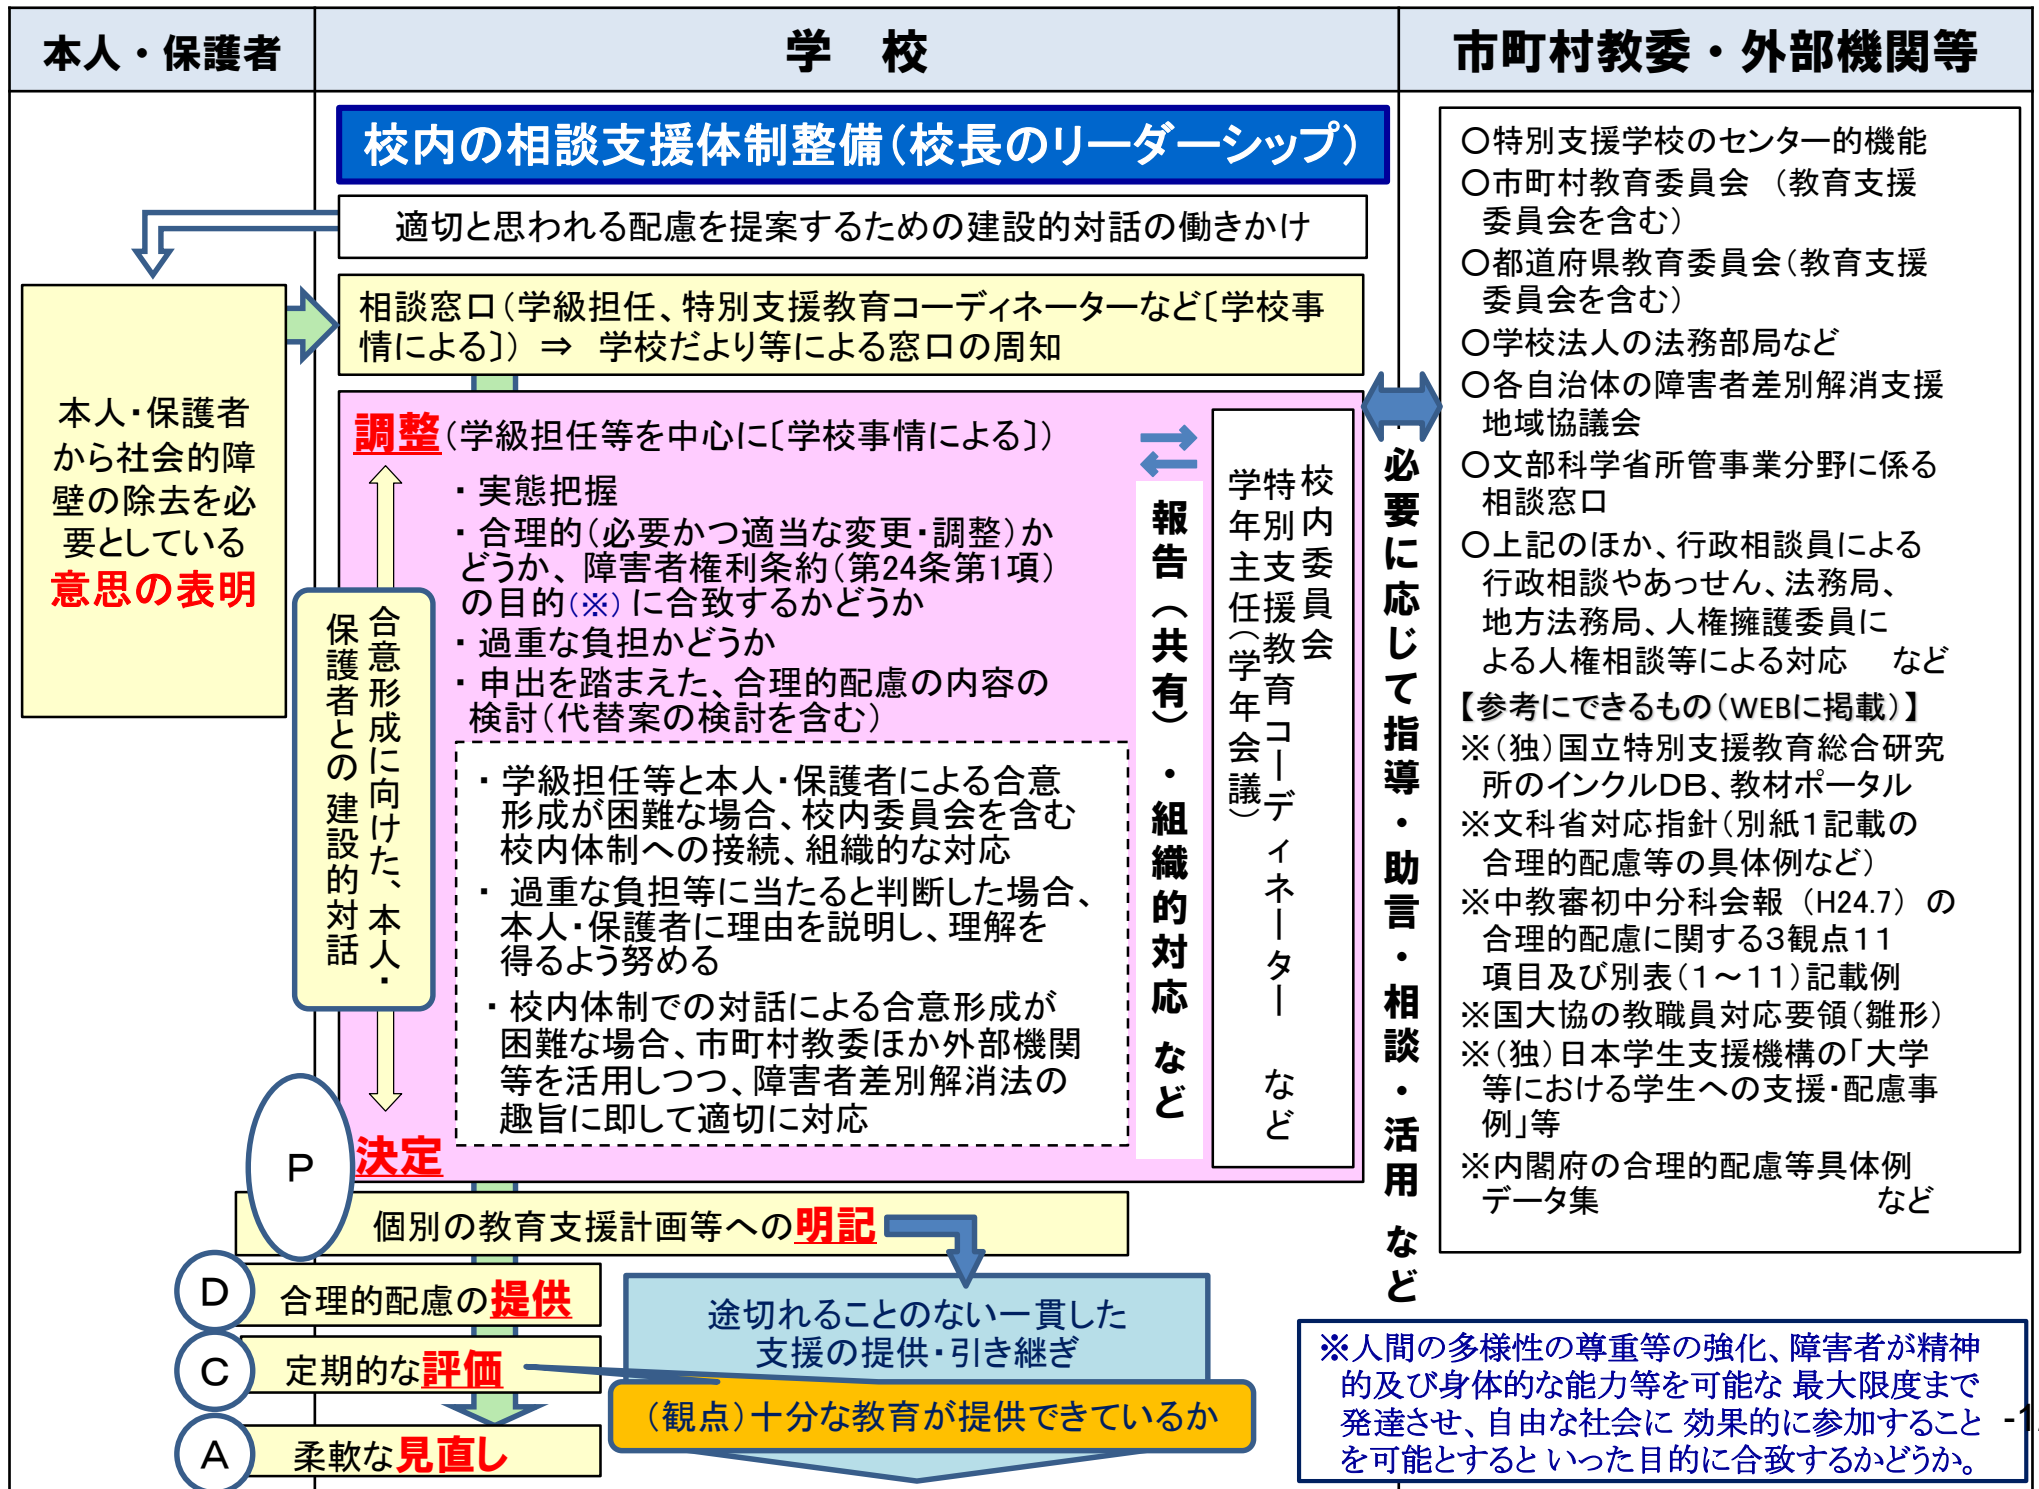 本人・保護者
学　校
市町村教委・外部機関等
校内の相談支援体制整備（校長のリーダーシップ）
適切と思われる配慮を提案するための建設的対話の働きかけ
本人・保護者
から社会的障
壁の除去を必
要としている
意思の表明
相談窓口（学級担任、特別支援教育コーディネーターなど〔学校事
情による〕）　⇒　学校だより等による窓口の周知
調整（学級担任等を中心に〔学校事情による〕）
・実態把握
・合理的（必要かつ適当な変更・調整）か
どうか、障害者権利条約（第24条第1項）
の目的（※）に合致するかどうか
・過重な負担かどうか
・申出を踏まえた、合理的配慮の内容の
検討（代替案の検討を含む）
・学級担任等と本人・保護者による合意
形成が困難な場合、校内委員会を含む
校内体制への接続、組織的な対応
・過重な負担等に当たると判断した場合、
本人・保護者に理由を説明し、理解を
得るよう努める
・校内体制での対話による合意形成が
困難な場合、市町村教委ほか外部機関
等を活用しつつ、障害者差別解消法の
趣旨に即して適切に対応
決定
合意形成に向けた、本人・
保護者との建設的対話
⇄
報告（共有）・組織的対応　など
校内委員会
特別支援教育コーディネーター　など
学年主任（学年会議）
必要に応じて指導・助言・相談・活用　など
〇特別支援学校のセンター的機能
〇市町村教育委員会　（教育支援
委員会を含む）
〇都道府県教育委員会（教育支援
委員会を含む）
〇学校法人の法務部局など
〇各自治体の障害者差別解消支援
地域協議会
〇文部科学省所管事業分野に係る
相談窓口
〇上記のほか、行政相談員による
行政相談やあっせん、法務局、
地方法務局、人権擁護委員に
よる人権相談等による対応　など
【参考にできるもの（WEBに掲載）】
※（独）国立特別支援教育総合研究
所のインクルＤＢ、教材ポータル
※文科省対応指針（別紙１記載の
合理的配慮等の具体例など）
※中教審初中分科会報（H24.7）の
合理的配慮に関する３観点１１
項目及び別表（１～１１）記載例
※国大協の教職員対応要領（雛形）
※（独）日本学生支援機構の「大学
等における学生への支援・配慮事
例」等
※内閣府の合理的配慮等具体例
データ集　　など
Ｐ
個別の教育支援計画等への明記
Ｄ
合理的配慮の提供
Ｃ
定期的な評価
Ａ
柔軟な見直し
途切れることのない一貫した
支援の提供・引き継ぎ
（観点）十分な教育が提供できているか
※人間の多様性の尊重等の強化、障害者が精神
的及び身体的な能力等を可能な 最大限度まで
発達させ、自由な社会に 効果的に参加すること
を可能とするといった目的に合致するかどうか。